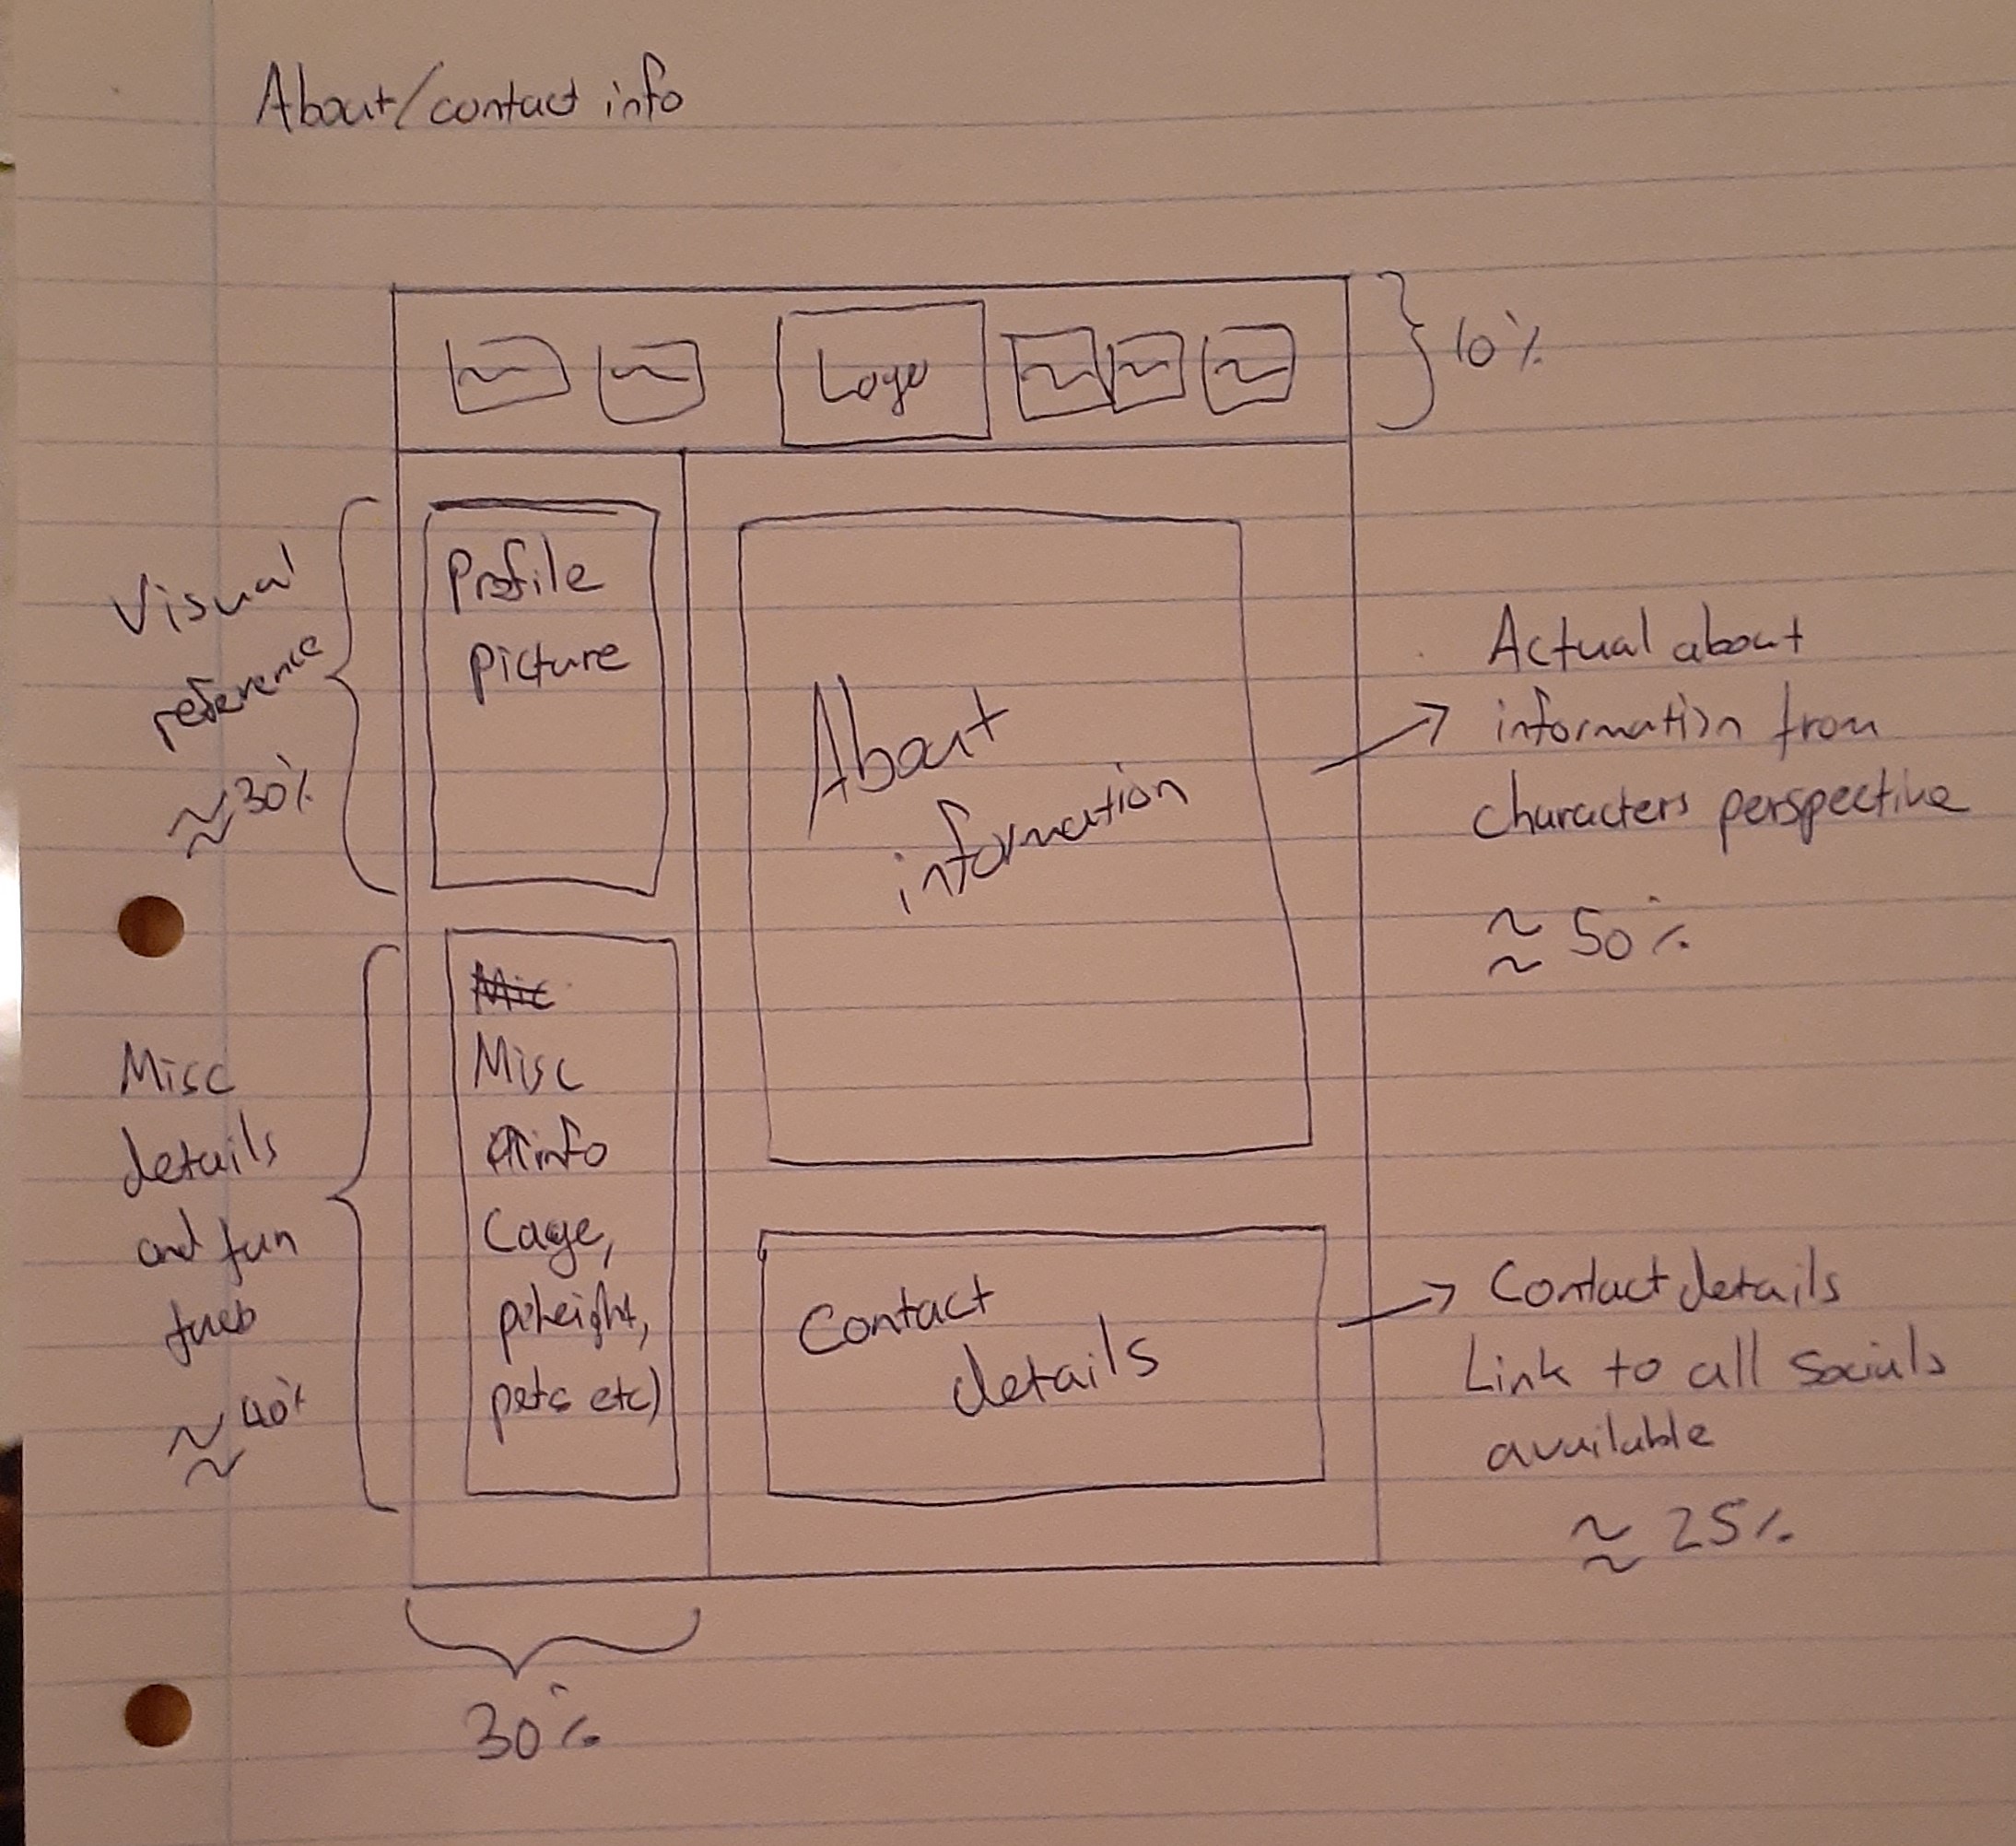 About/contact info
Logo
10%
Visual
reference
≈30%
Profile
picture
About
information
Actual about
information from
characters perspective
≈ 50%
Misc
details
and fun
≈40%
Mic
Misc
info
(age,
height,
pets etc)
Contact
details
Contact details
Link to all socials
available
≈ 25%
30%